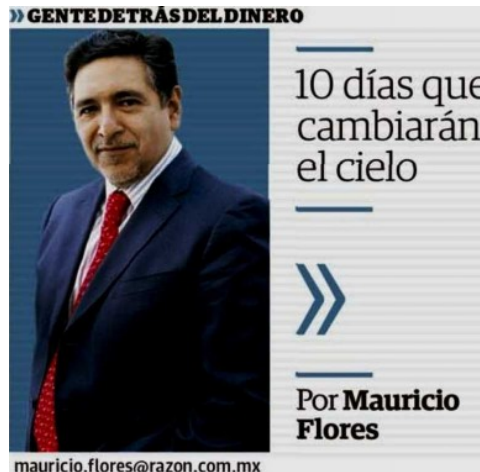 » GENTE DETRÁS DEL DINERO
10 días que
cambiarán
el cielo
»
Por Mauricio
Flores
mauricio.flores@razon.com.mx